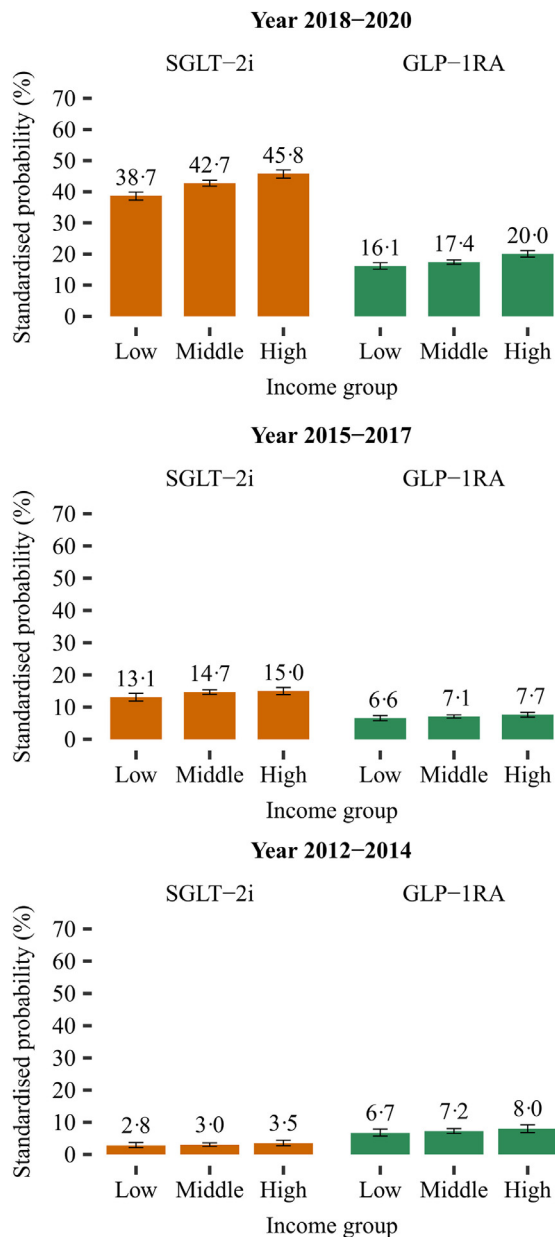 Year 2018−2020
SGLT−2i GLP−1RA
Standardised probability (%)
70
60
50
40
30
20
10
0
38·7 42·7 45·8 16·1 17·4 20·0
Low Middle High Low Middle High
Income group
Year 2015−2017
SGLT−2i GLP−1RA
Standardised probability (%)
70
60
50
40
30
20
10
0
13·1 14·7 15·0 6·6 7·1 7·7
Low Middle High Low Middle High
Income group
Year 2012−2014
SGLT−2i GLP−1RA
Standardised probability (%)
70
60
50
40
30
20
10
0
2·8 3·0 3·5 6·7 7·2 8·0
Low Middle High Low Middle High
Income group